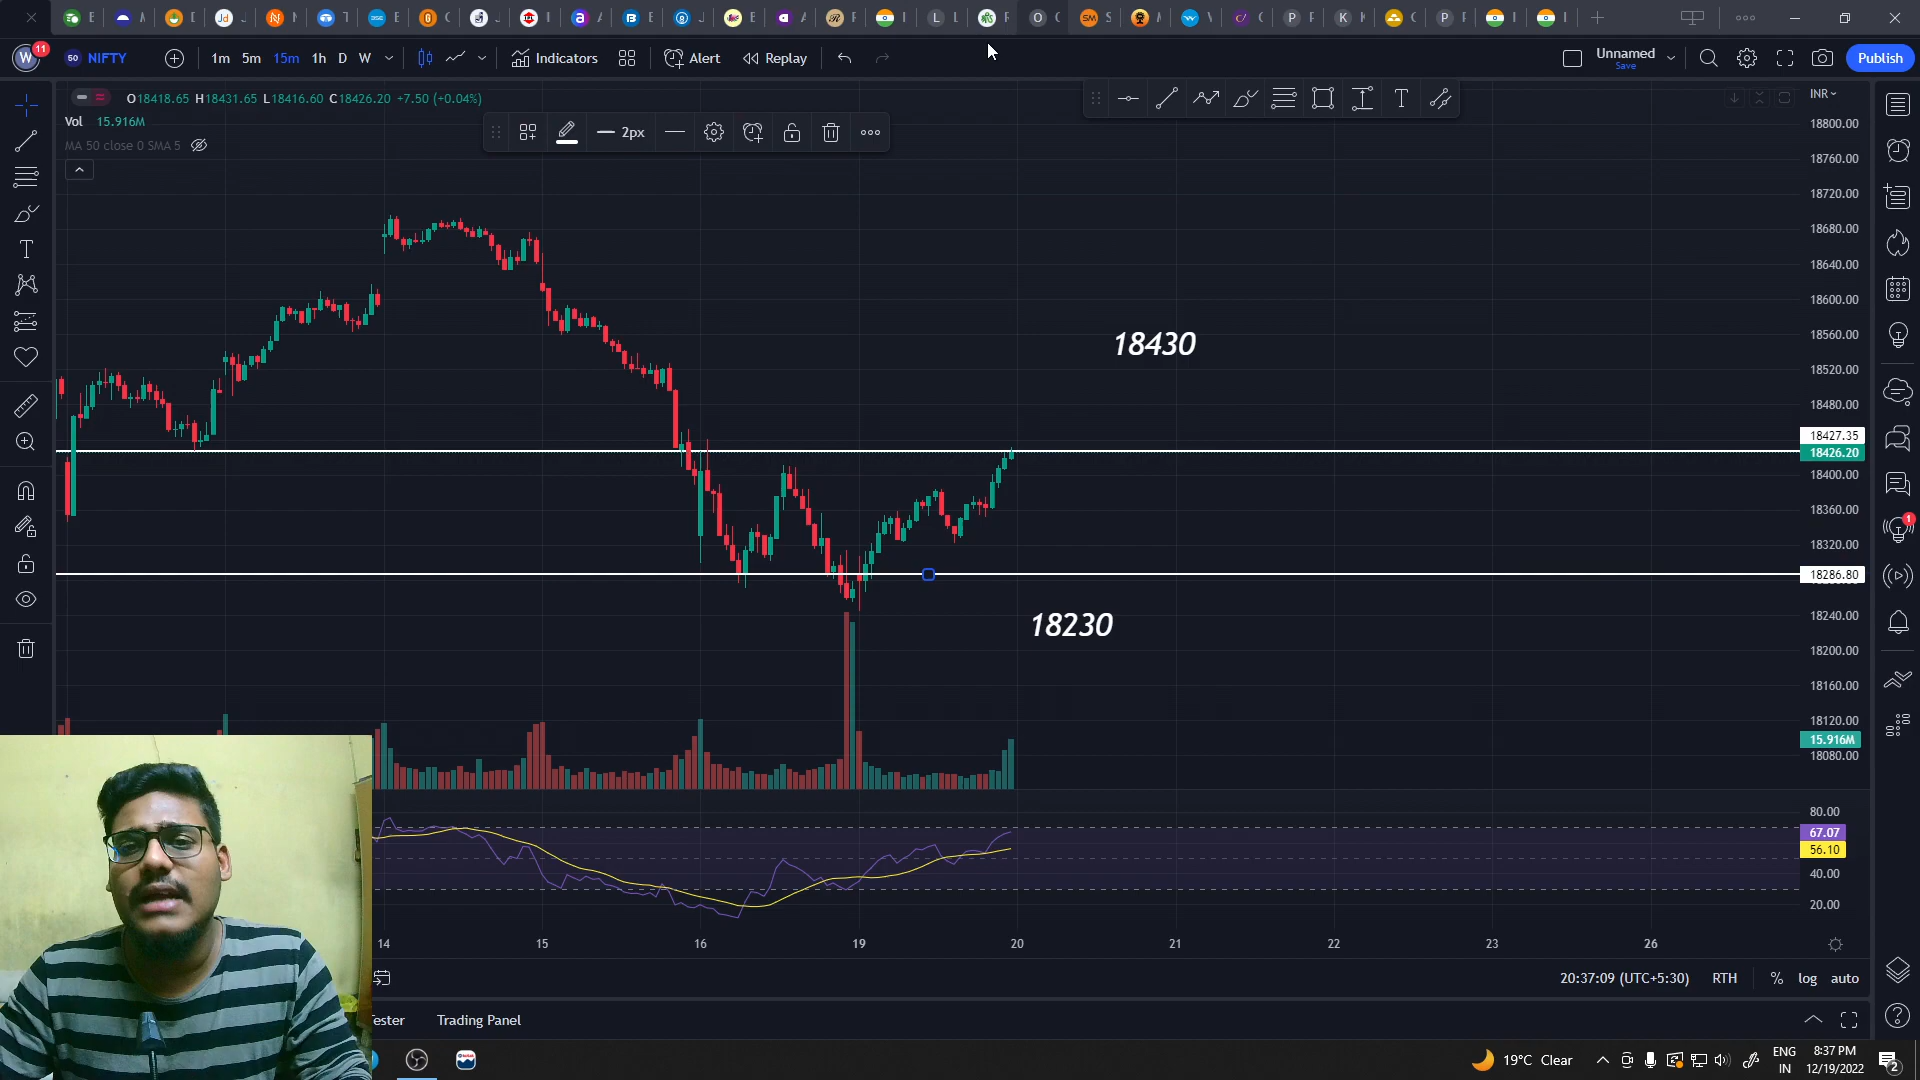 W 11 50 NIFTY 1m 5m 15m 1h D W Indicators Alert Replay Unnamed Save Publish
O18418.65 H18431.65 L18416.60 C18426.20 +7.50 (+0.04%)
INR
Vol 15.916M
2px
MA 50 close 0 SMA 5
18800.00
18760.00
18720.00
18680.00
18640.00
18600.00
18560.00
18430
18520.00
18480.00
18427.35
18426.20
18400.00
18360.00
18320.00
18286.80
18240.00
18230
18200.00
18160.00
18120.00
15.916M
18080.00
80.00
67.07
56.10
40.00
20.00
14 15 16 19 20 21 22 23 26
20:37:09 (UTC+5:30) RTH % log auto
ester Trading Panel
19°C Clear ENG IN 8:37 PM 12/19/2022 2